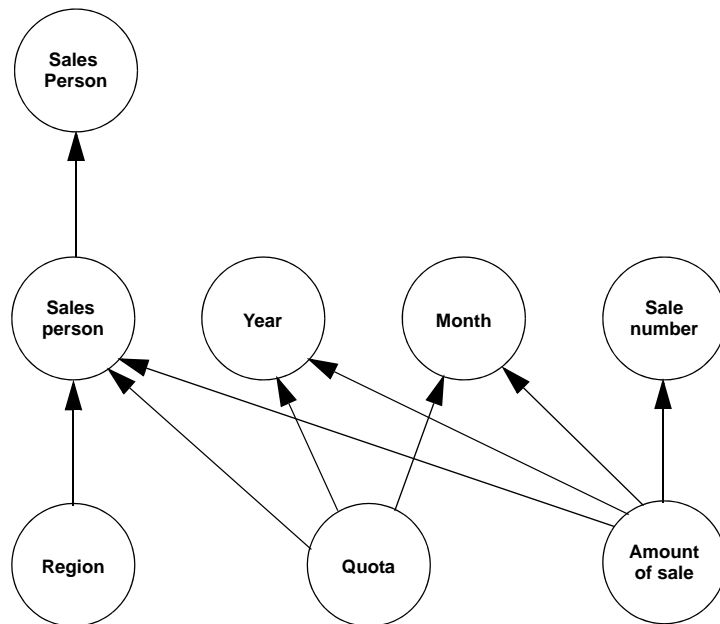 Sales
Person
Sales
person
Year
Month
Sale
number
Region
Quota
Amount
of sale